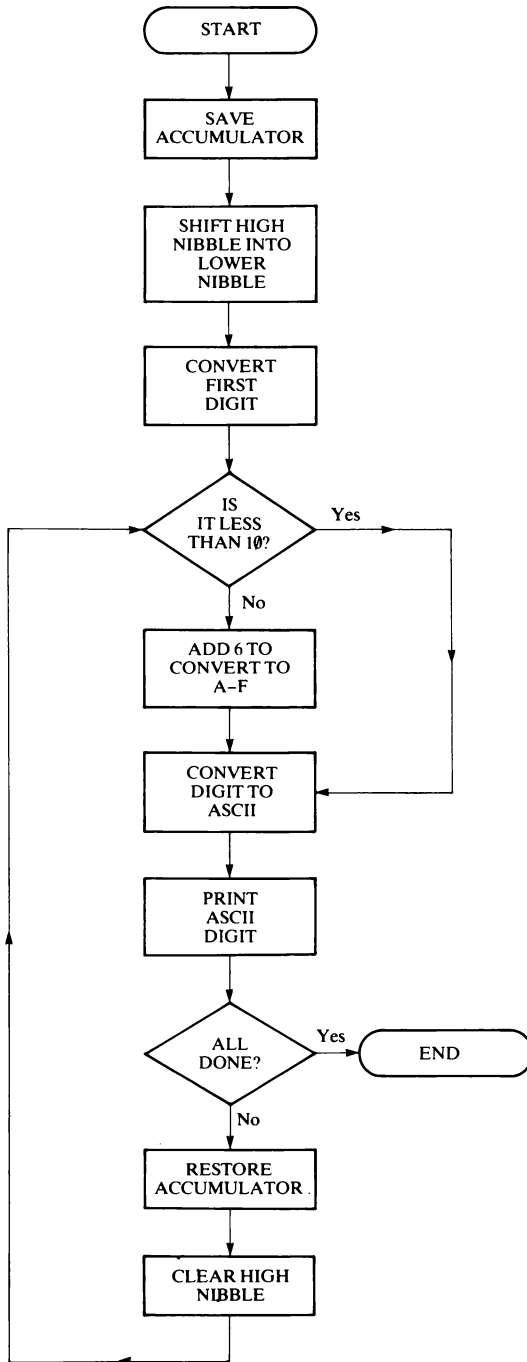 START
SAVE
ACCUMULATOR
SHIFT HIGH
NIBBLE INTO
LOWER
NIBBLE
CONVERT
FIRST
DIGIT
IS
IT LESS
THAN 10?
Yes
No
ADD 6 TO
CONVERT TO
A–F
CONVERT
DIGIT TO
ASCII
PRINT
ASCII
DIGIT
ALL
DONE?
Yes
END
No
RESTORE
ACCUMULATOR
CLEAR HIGH
NIBBLE